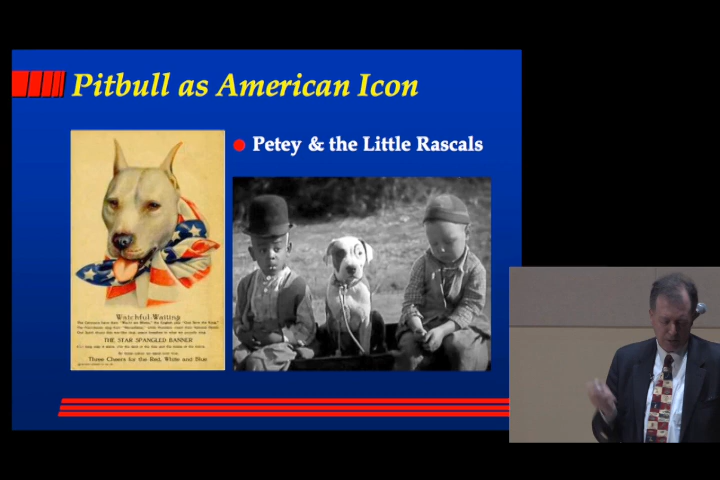 Pitbull as American Icon
Petey & the Little Rascals
Watchful-Waiting
THE STAR SPANGLED BANNER
Three Cheers for the Red, White and Blue